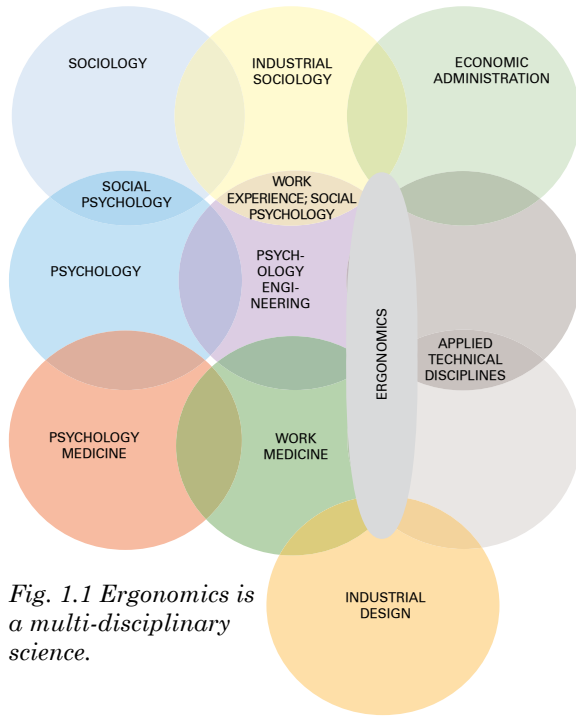 SOCIOLOGY
INDUSTRIAL
SOCIOLOGY
ECONOMIC
ADMINISTRATION
SOCIAL
PSYCHOLOGY
WORK
EXPERIENCE; SOCIAL
PSYCHOLOGY
PSYCHOLOGY
PSYCH-
OLOGY
ENGI-
NEERING
ERGONOMICS
APPLIED
TECHNICAL
DISCIPLINES
PSYCHOLOGY
MEDICINE
WORK
MEDICINE
INDUSTRIAL
DESIGN
Fig. 1.1 Ergonomics is
a multi-disciplinary
science.